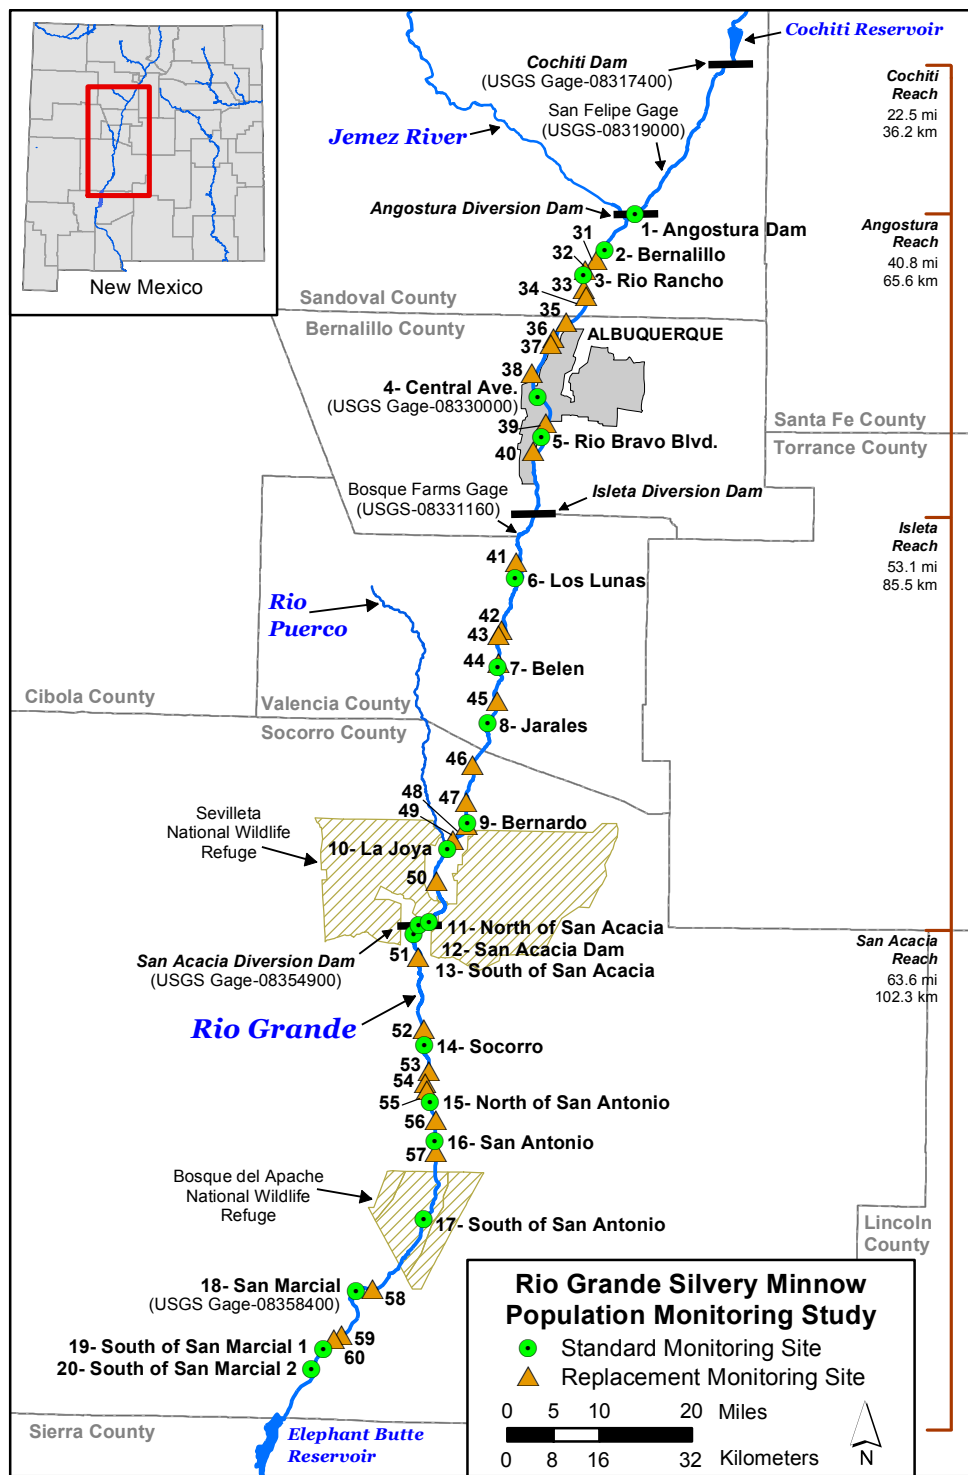 New Mexico
Cochiti Reservoir
Cochiti Dam
(USGS Gage-08317400)
San Felipe Gage
(USGS-08319000)
Jemez River
Cochiti
Reach
22.5 mi
36.2 km
Angostura Diversion Dam
1- Angostura Dam
31
2- Bernalillo
32
3- Rio Rancho
33
34
Angostura
Reach
40.8 mi
65.6 km
Sandoval County
Bernalillo County
35
36
37
ALBUQUERQUE
38
4- Central Ave.
(USGS Gage-08330000)
39
5- Rio Bravo Blvd.
40
Santa Fe County
Torrance County
Bosque Farms Gage
(USGS-08331160)
Isleta Diversion Dam
Isleta
Reach
53.1 mi
85.5 km
41
6- Los Lunas
Rio
Puerco
42
43
44
7- Belen
45
Cibola County
Valencia County
Socorro County
8- Jarales
46
47
48
49
9- Bernardo
Sevilleta
National Wildlife
Refuge
10- La Joya
50
11- North of San Acacia
12- San Acacia Dam
13- South of San Acacia
San Acacia Diversion Dam
(USGS Gage-08354900)
51
San Acacia
Reach
63.6 mi
102.3 km
Rio Grande
52
14- Socorro
53
54
55
15- North of San Antonio
56
16- San Antonio
57
Bosque del Apache
National Wildlife
Refuge
17- South of San Antonio
Lincoln
County
18- San Marcial
(USGS Gage-08358400)
58
59
60
19- South of San Marcial 1
20- South of San Marcial 2
Sierra County
Elephant Butte
Reservoir
Rio Grande Silvery Minnow
Population Monitoring Study
Standard Monitoring Site
Replacement Monitoring Site
0 5 10 20 Miles
0 8 16 32 Kilometers
N